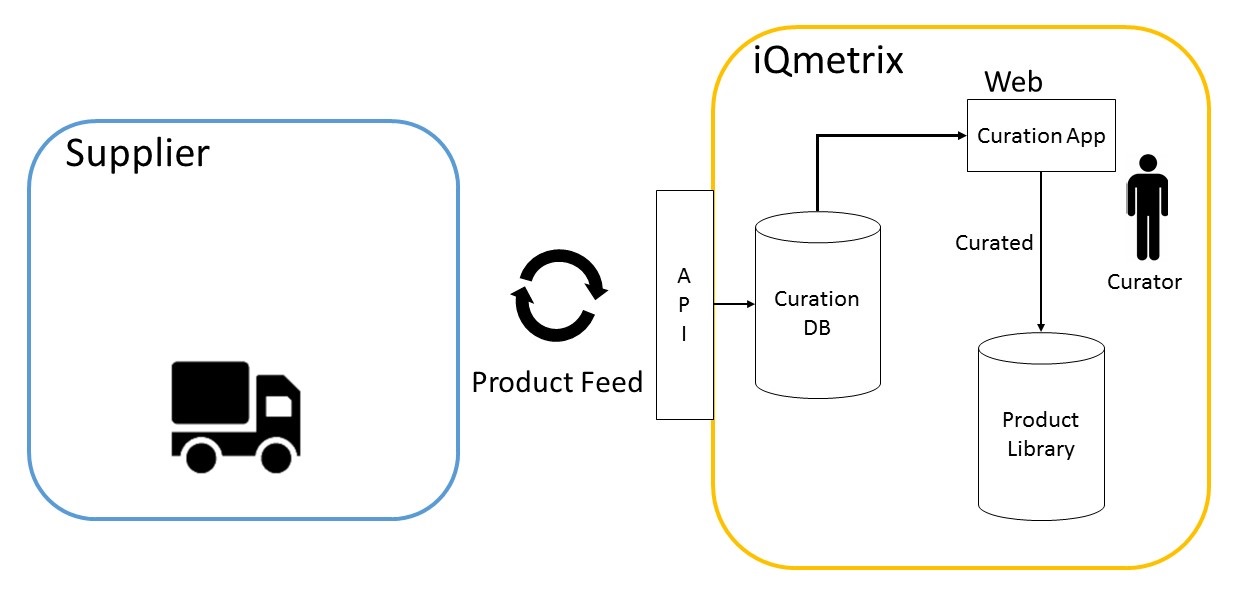 Supplier
Product Feed
A
P
I
iQmetrix
Web
Curation App
Curation
DB
Curated
Curator
Product
Library